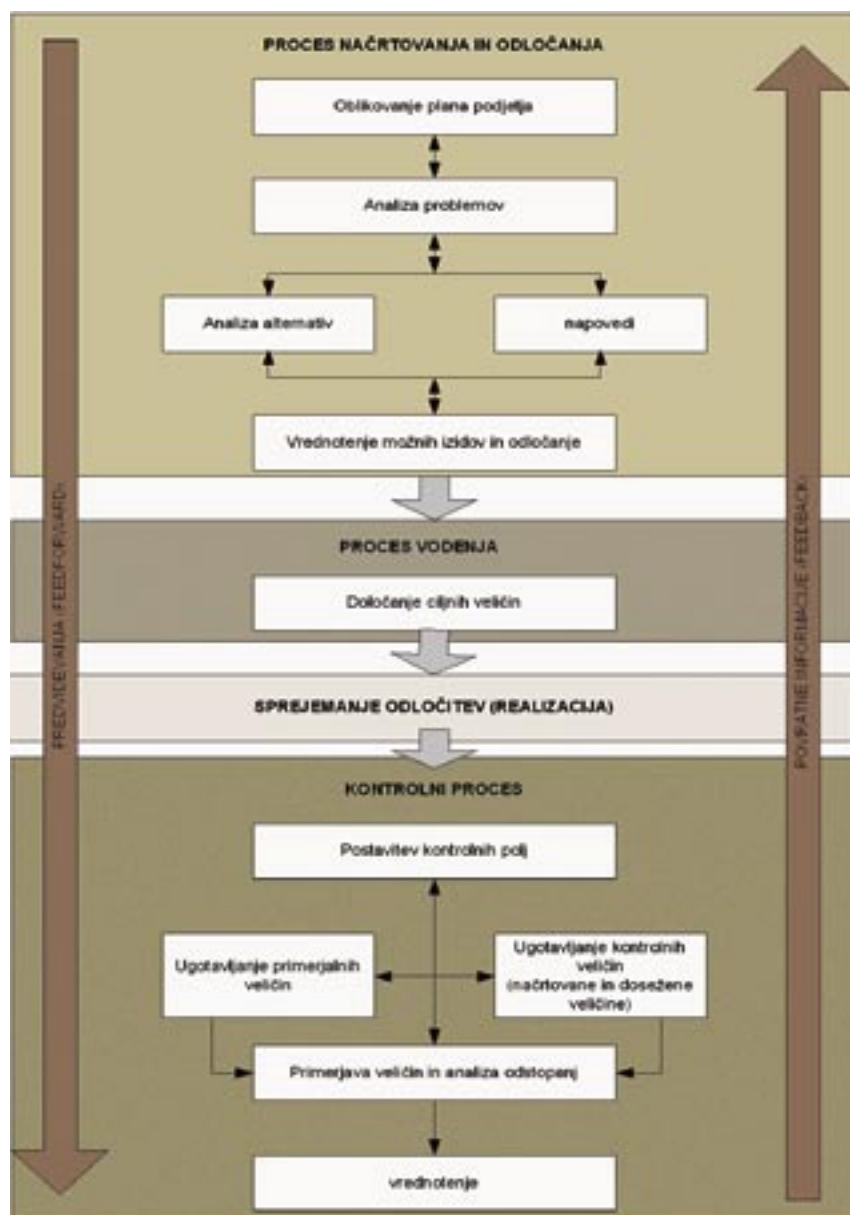 PROCES NAČRTOVANJA IN ODLOČANJA
Oblikovanje plana podjetja
Analiza problemov
Analiza alternativ
napovedi
Vrednotenje možnih izidov in odločanje
PROCES VODENJA
Določanje ciljnih veličin
SPREJEMANJE ODLOČITEV (REALIZACIJA)
KONTROLNI PROCES
Postavitev kontrolnih polj
Ugotavljanje primerjalnih
veličin
Ugotavljanje kontrolnih
veličin
(načrtovane in dosežene
veličine)
Primerjava veličin in analiza odstopanj
vrednotenje
PREDVIDEVANJA (FEEDFORWARD)
POVRATNE INFORMACIJE (FEEDBACK)